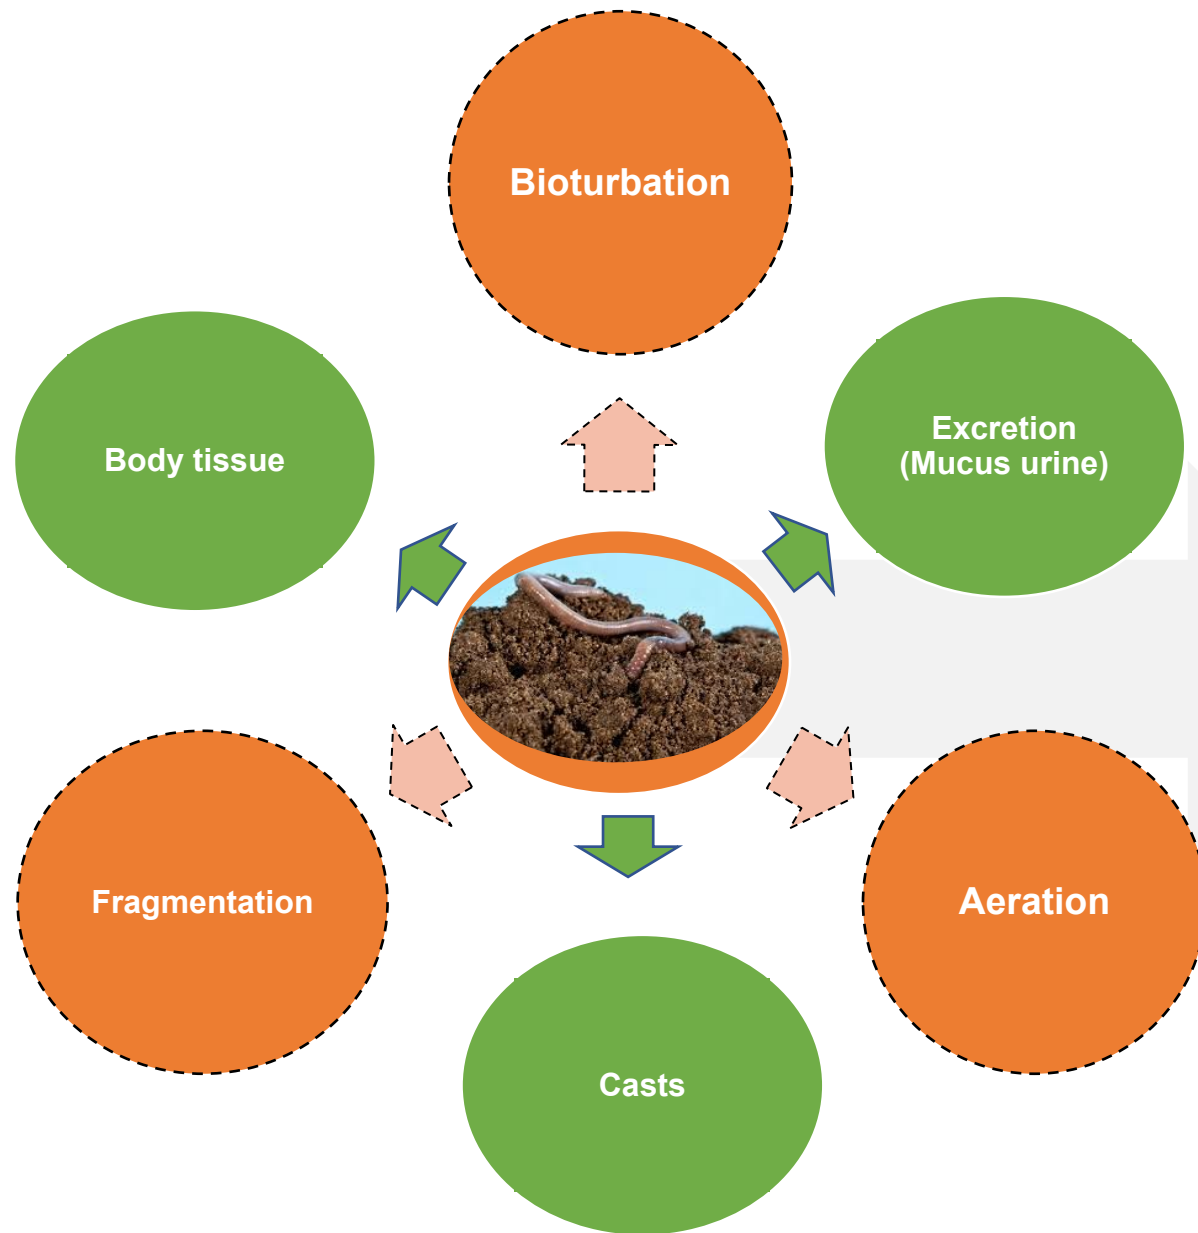 Bioturbation
Excretion
(Mucus urine)
Body tissue
Fragmentation
Aeration
Casts